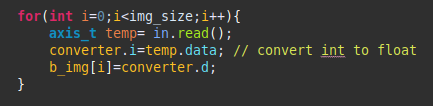 for(int i=0;i<img_size;i++){
    axis_t temp= in.read();
    converter.i=temp.data; // convert int to float
    b_img[i]=converter.d;
}